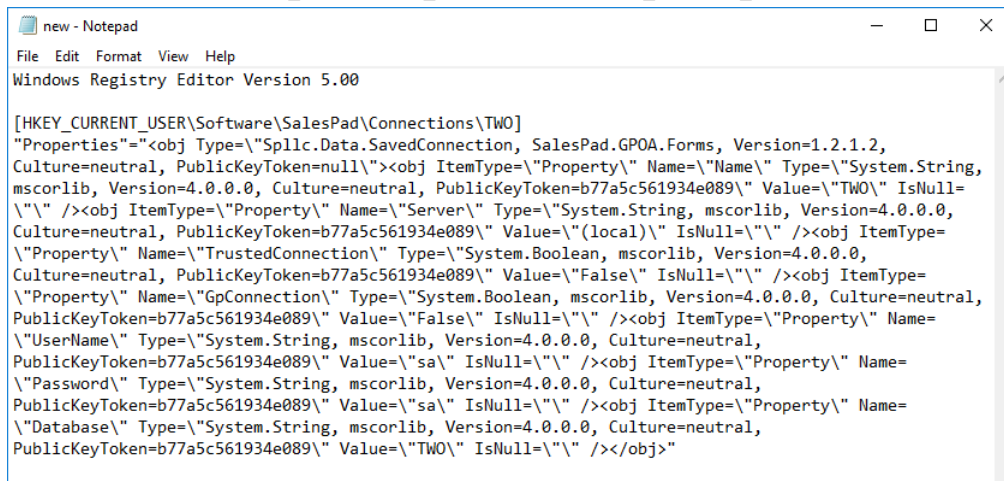 new - Notepad
File Edit Format View Help
Windows Registry Editor Version 5.00
[HKEY_CURRENT_USER\Software\SalesPad\Connections\TWO]
"Properties"="<obj Type=\"Spllc.Data.SavedConnection, SalesPad.GPOA.Forms, Version=1.2.1.2,
Culture=neutral, PublicKeyToken=null\"><obj ItemType=\"Property\" Name=\"Name\" Type=\"System.String,
mscorlib, Version=4.0.0.0, Culture=neutral, PublicKeyToken=b77a5c561934e089\" Value=\"TWO\" IsNull=
\"\" /><obj ItemType=\"Property\" Name=\"Server\" Type=\"System.String, mscorlib, Version=4.0.0.0,
Culture=neutral, PublicKeyToken=b77a5c561934e089\" Value=\"(local)\" IsNull=\"\" /><obj ItemType=
\"Property\" Name=\"TrustedConnection\" Type=\"System.Boolean, mscorlib, Version=4.0.0.0,
Culture=neutral, PublicKeyToken=b77a5c561934e089\" Value=\"False\" IsNull=\"\" /><obj ItemType=
\"Property\" Name=\"GpConnection\" Type=\"System.Boolean, mscorlib, Version=4.0.0.0, Culture=neutral,
PublicKeyToken=b77a5c561934e089\" Value=\"False\" IsNull=\"\" /><obj ItemType=\"Property\" Name=
\"UserName\" Type=\"System.String, mscorlib, Version=4.0.0.0, Culture=neutral,
PublicKeyToken=b77a5c561934e089\" Value=\"sa\" IsNull=\"\" /><obj ItemType=\"Property\" Name=
\"Password\" Type=\"System.String, mscorlib, Version=4.0.0.0, Culture=neutral,
PublicKeyToken=b77a5c561934e089\" Value=\"sa\" IsNull=\"\" /><obj ItemType=\"Property\" Name=
\"Database\" Type=\"System.String, mscorlib, Version=4.0.0.0, Culture=neutral,
PublicKeyToken=b77a5c561934e089\" Value=\"TWO\" IsNull=\"\" /></obj>"